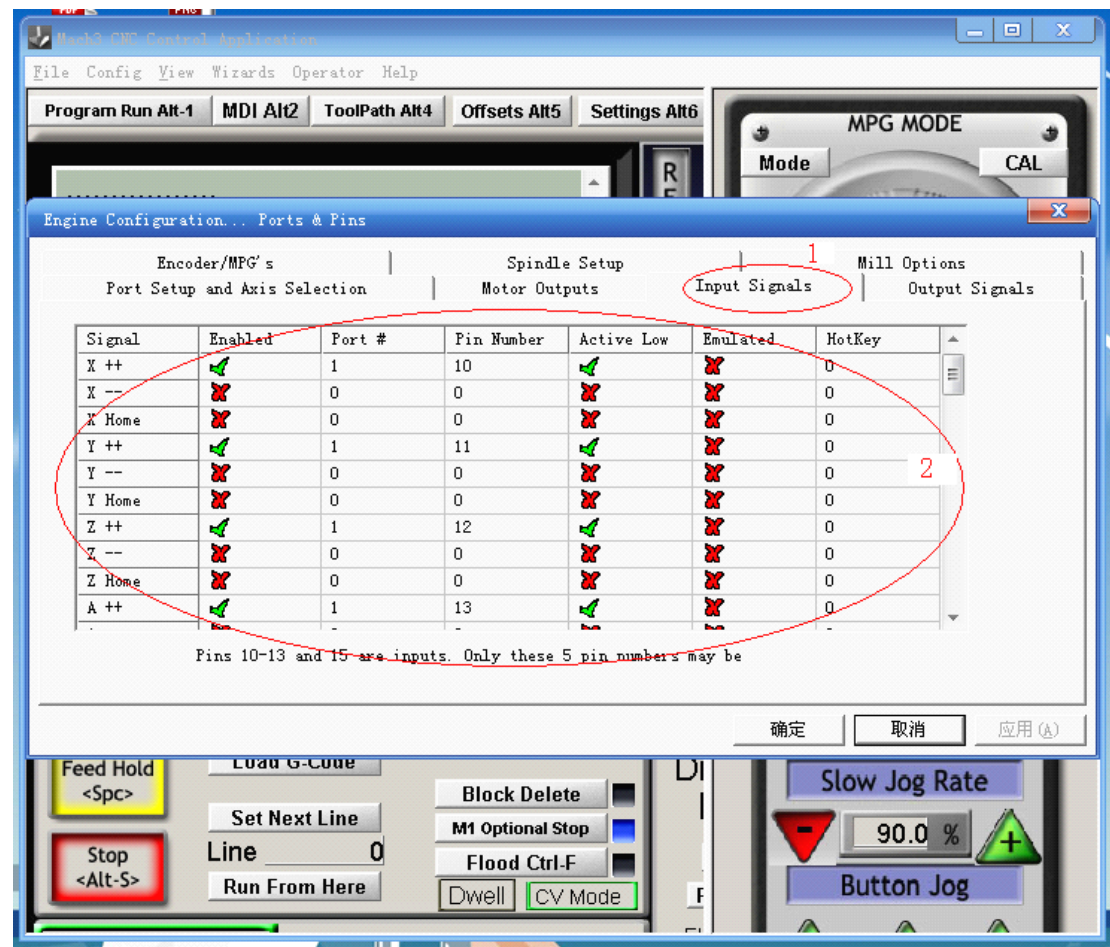 Mach3 CNC Control Application
File Config View Wizards Operator Help
Program Run Alt-1 MDI Alt2 ToolPath Alt4 Offsets Alt5 Settings Alt6
MPG MODE
Mode CAL
R
Engine Configuration... Ports & Pins
1
Encoder/MPG's Spindle Setup Mill Options
Port Setup and Axis Selection Motor Outputs Input Signals Output Signals
Signal Enabled Port # Pin Number Active Low Emulated HotKey
X ++ 1 10 0
X -- 0 0 0
X Home 0 0 0
Y ++ 1 11 0
Y -- 0 0 0
2
Y Home 0 0 0
Z ++ 1 12 0
Z -- 0 0 0
Z Home 0 0 0
A ++ 1 13 0
Pins 10-13 and 15 are inputs. Only these 5 pin numbers may be
确定 取消 应用(A)
Feed Hold
<Spc>
Load G-Code
Set Next Line
Line 0
Run From Here
Stop
<Alt-S>
Block Delete
M1 Optional Stop
Flood Ctrl-F
Dwell CV Mode
Slow Jog Rate
90.0 %
Button Jog